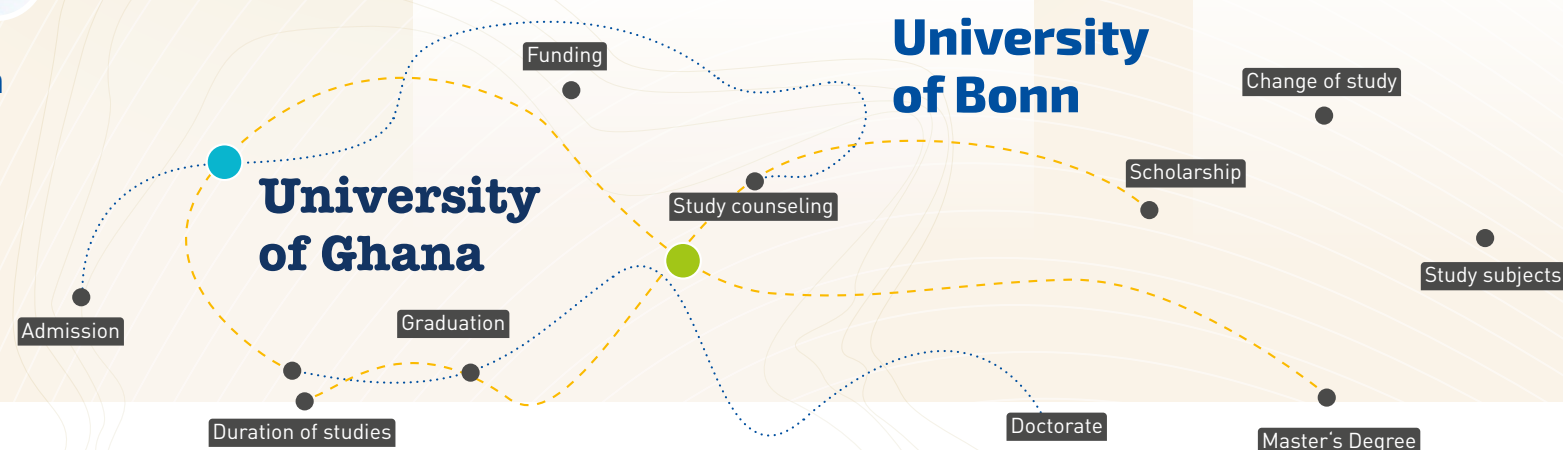 University
of Bonn
Funding
Change of study
Scholarship
University
of Ghana
Study counseling
Study subjects
Admission
Graduation
Duration of studies
Doctorate
Master's Degree